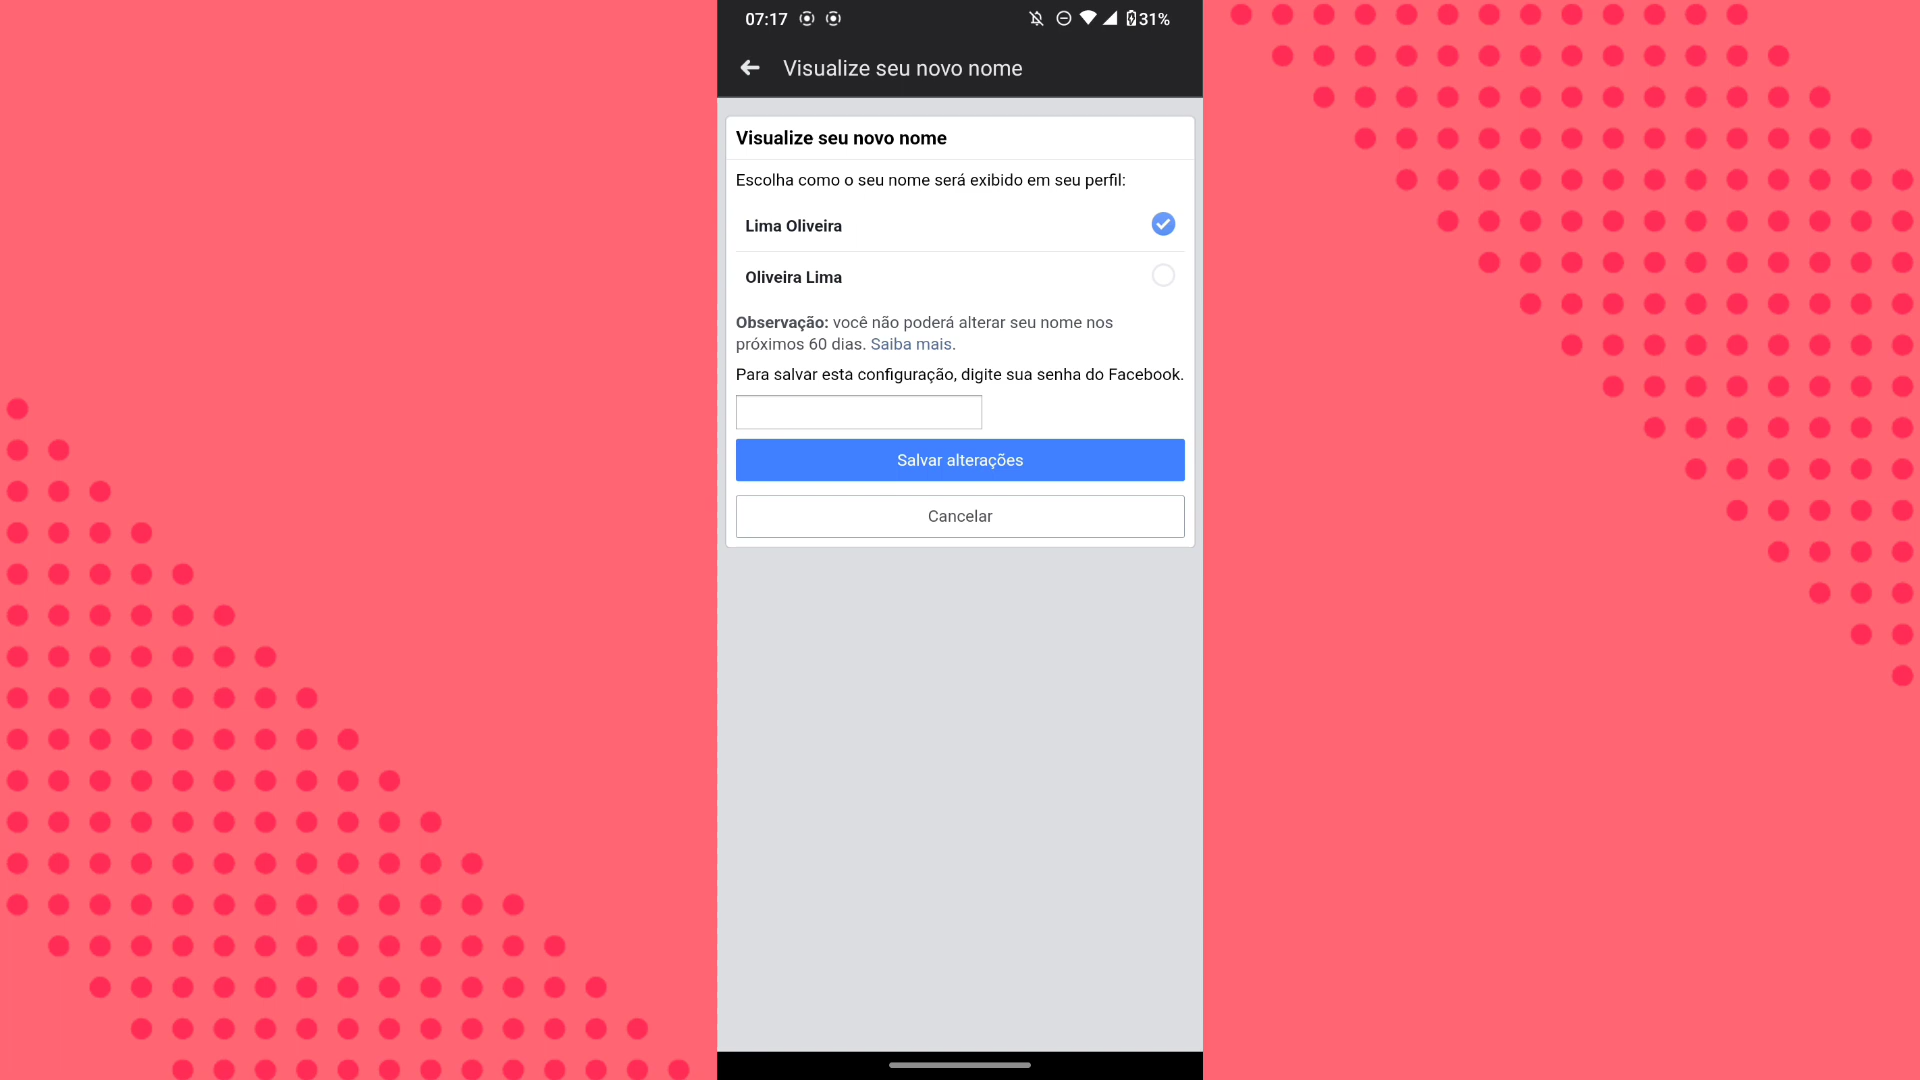 07:17
31%
Visualize seu novo nome
Visualize seu novo nome
Escolha como o seu nome será exibido em seu perfil:
Lima Oliveira
Oliveira Lima
Observação: você não poderá alterar seu nome nos
próximos 60 dias. Saiba mais.
Para salvar esta configuração, digite sua senha do Facebook.
Salvar alterações
Cancelar